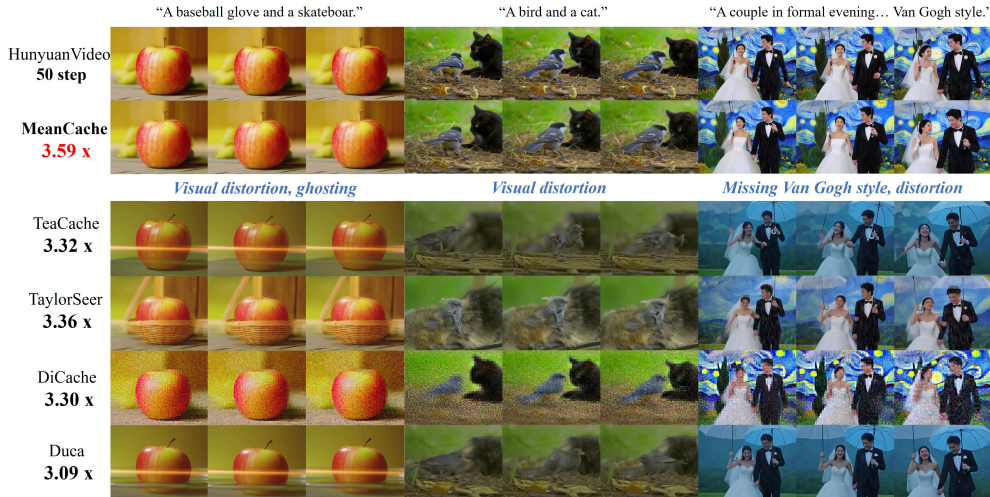 “A baseball glove and a skateboar.”
“A bird and a cat.”
“A couple in formal evening… Van Gogh style.’
HunyuanVideo
50 step
MeanCache
3.59 x
Visual distortion, ghosting
Visual distortion
Missing Van Gogh style, distortion
TeaCache
3.32 x
TaylorSeer
3.36 x
DiCache
3.30 x
Duca
3.09 x